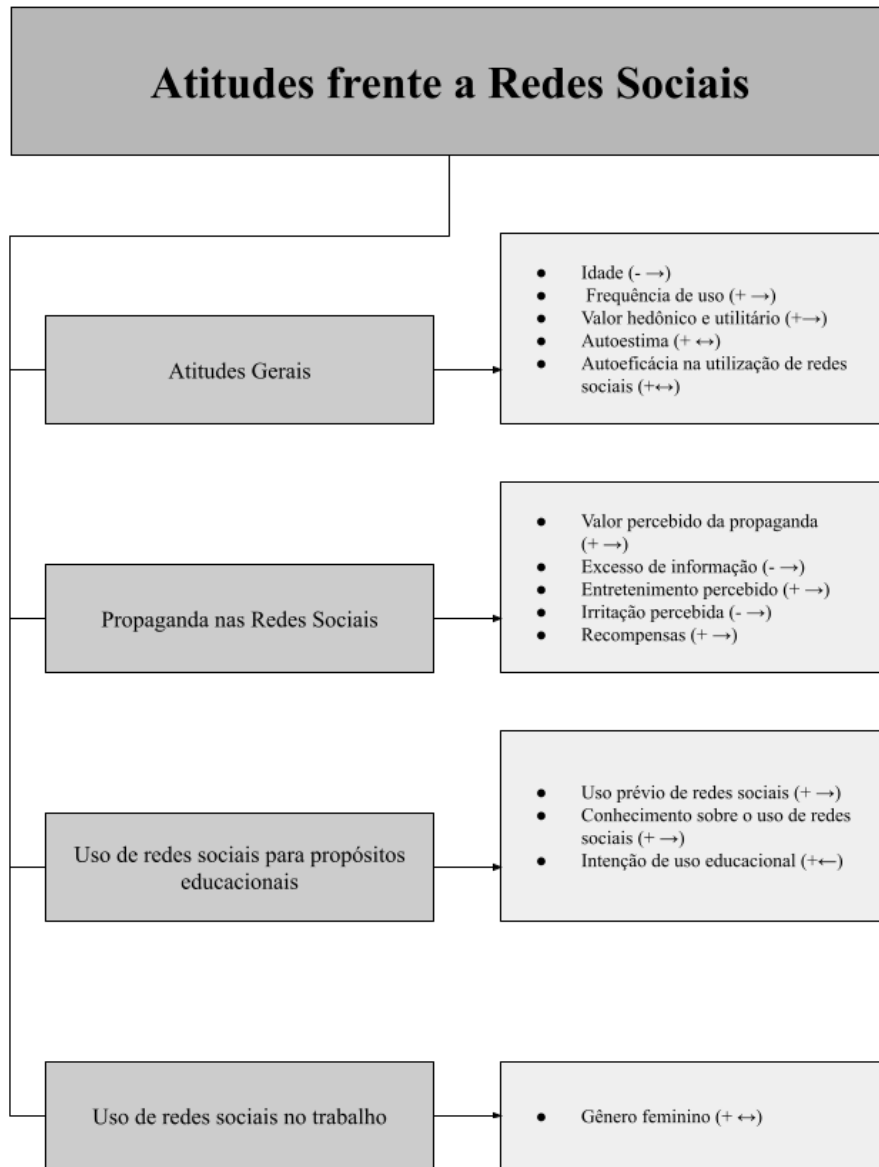 Atitudes frente a Redes Sociais
Atitudes Gerais
● Idade (- →)
● Frequência de uso (+ →)
● Valor hedônico e utilitário (+→)
● Autoestima (+ ↔)
● Autoeficácia na utilização de redes
sociais (+↔)
Propaganda nas Redes Sociais
● Valor percebido da propaganda
(+ →)
● Excesso de informação (- →)
● Entretenimento percebido (+ →)
● Irritação percebida (- →)
● Recompensas (+ →)
Uso de redes sociais para propósitos
educacionais
● Uso prévio de redes sociais (+ →)
● Conhecimento sobre o uso de redes
sociais (+ →)
● Intenção de uso educacional (+←)
Uso de redes sociais no trabalho
● Gênero feminino (+ ↔)